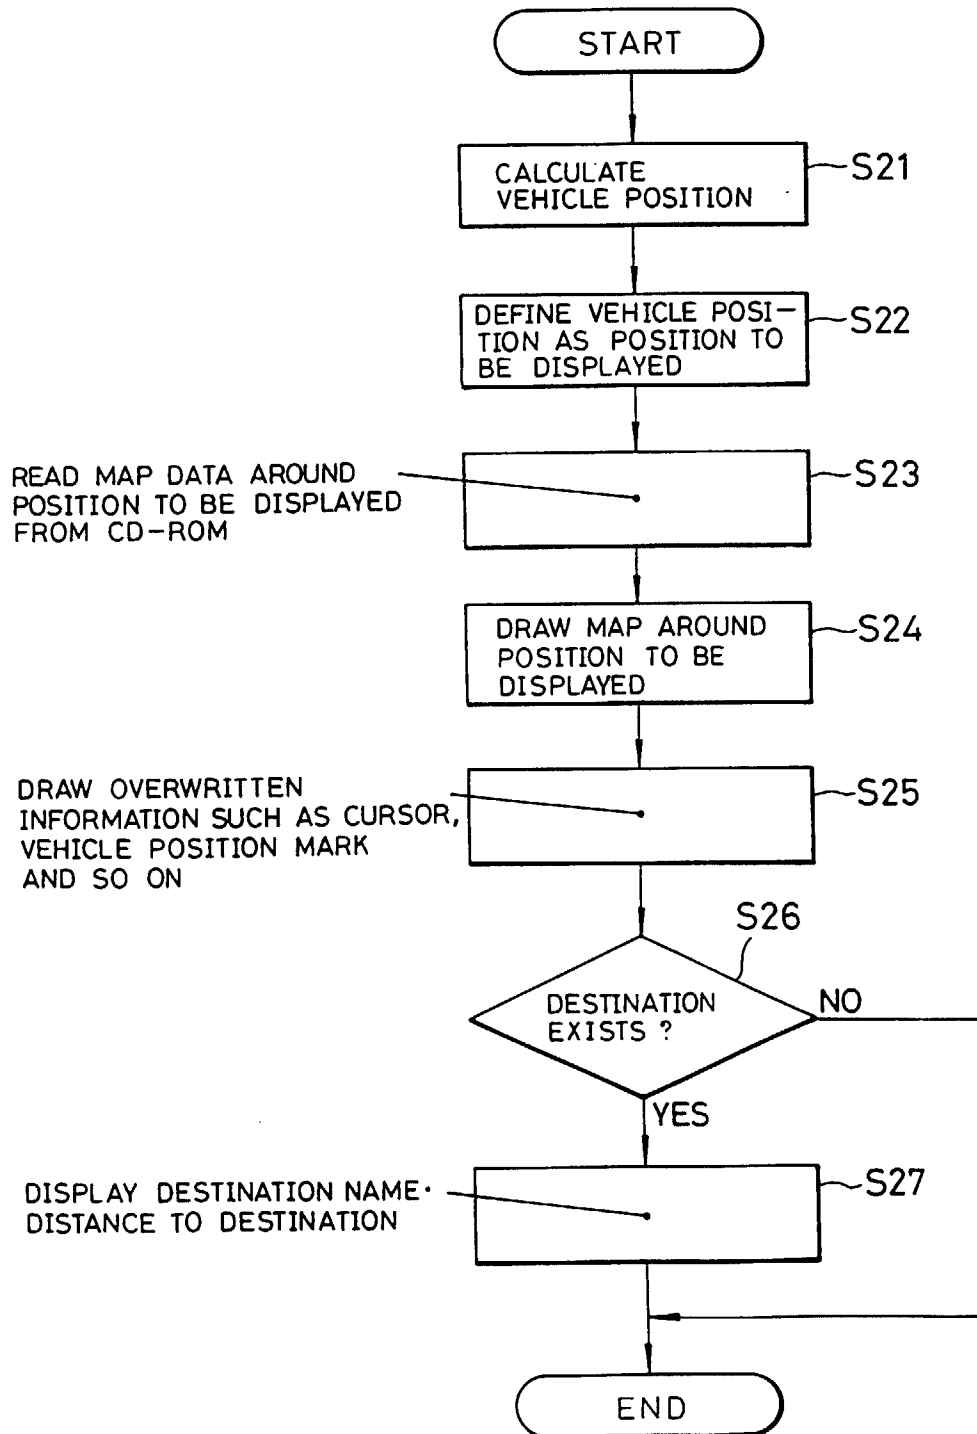 START
CALCULATE
VEHICLE POSITION
S21
DEFINE VEHICLE POSI-
TION AS POSITION TO
BE DISPLAYED
S22
READ MAP DATA AROUND
POSITION TO BE DISPLAYED
FROM CD-ROM
S23
DRAW MAP AROUND
POSITION TO BE
DISPLAYED
S24
DRAW OVERWRITTEN
INFORMATION SUCH AS CURSOR,
VEHICLE POSITION MARK
AND SO ON
S25
S26
DESTINATION
EXISTS ?
NO
YES
DISPLAY DESTINATION NAME·
DISTANCE TO DESTINATION
S27
END